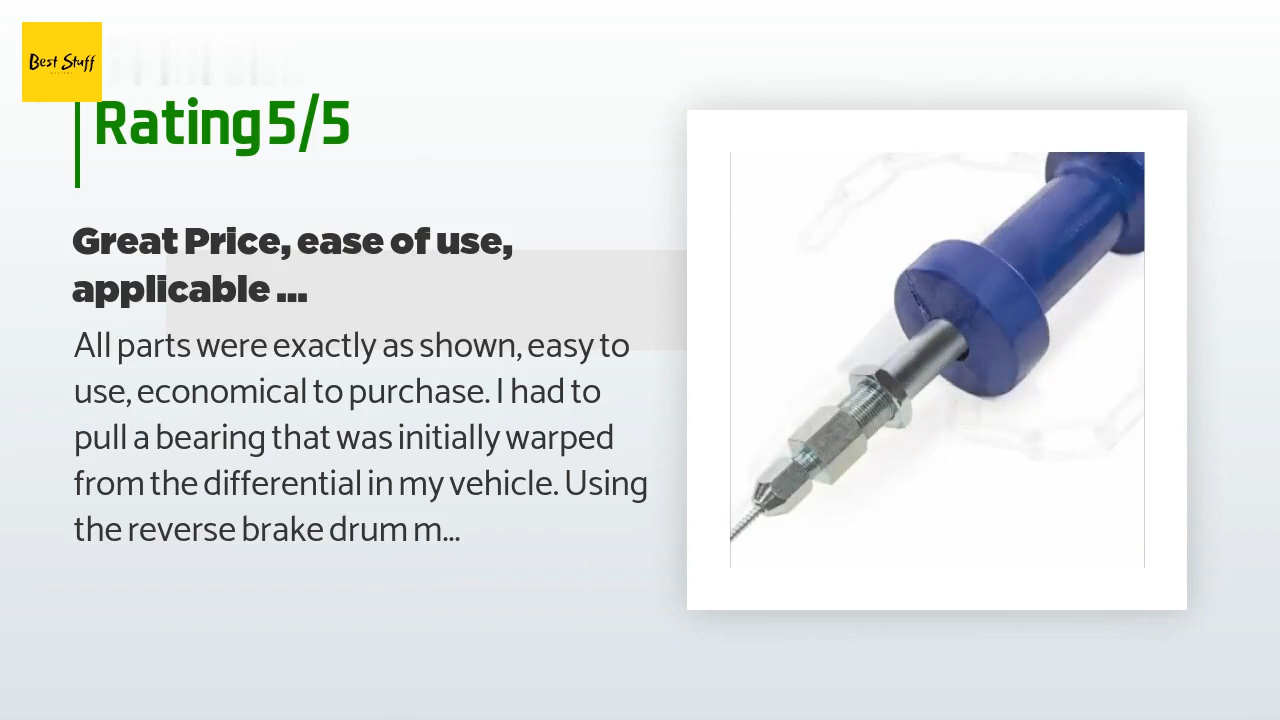 Best Stuff
Rating 5/5
Great Price, ease of use,
applicable ...
All parts were exactly as shown, easy to
use, economical to purchase. I had to
pull a bearing that was initially warped
from the differential in my vehicle. Using
the reverse brake drum m...